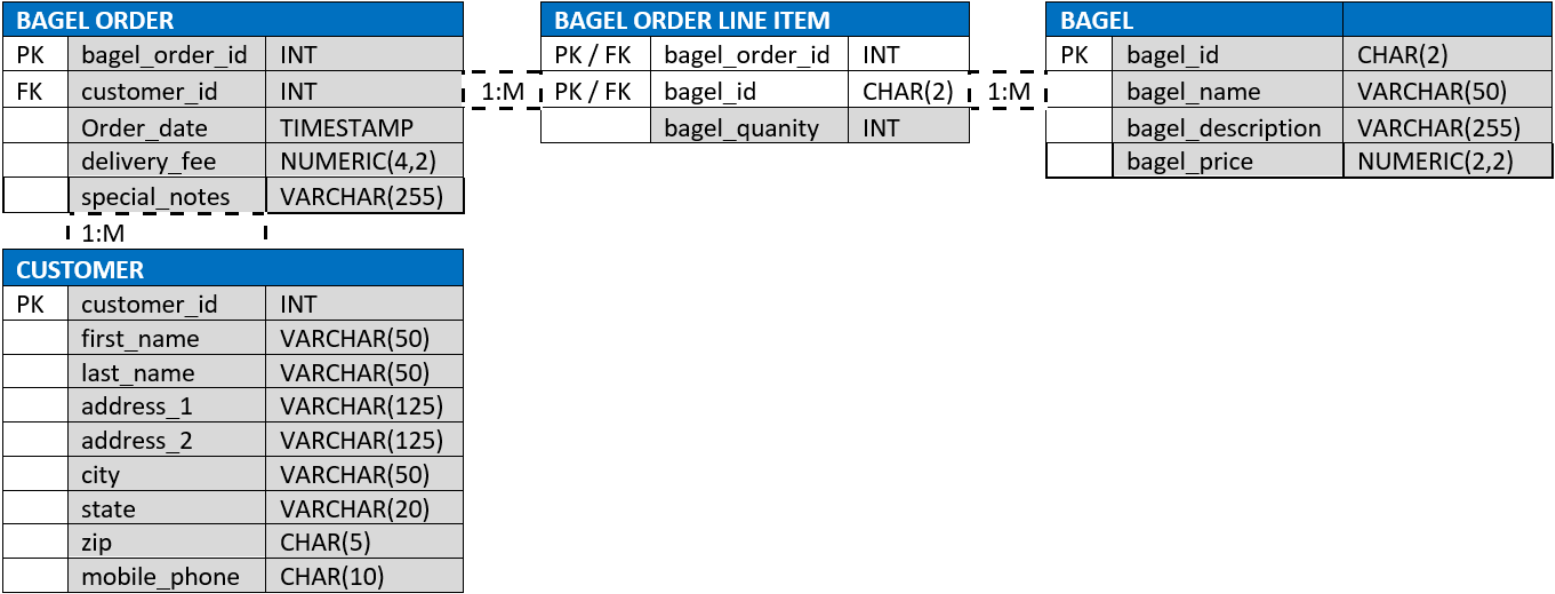 BAGEL ORDER
PK bagel_order_id INT
FK customer_id INT
Order_date TIMESTAMP
delivery_fee NUMERIC(4,2)
special_notes VARCHAR(255)
1:M
BAGEL ORDER LINE ITEM
PK / FK bagel_order_id INT
PK / FK bagel_id CHAR(2)
bagel_quanity INT
1:M
BAGEL
PK bagel_id CHAR(2)
bagel_name VARCHAR(50)
bagel_description VARCHAR(255)
bagel_price NUMERIC(2,2)
1:M
CUSTOMER
PK customer_id INT
first_name VARCHAR(50)
last_name VARCHAR(50)
address_1 VARCHAR(125)
address_2 VARCHAR(125)
city VARCHAR(50)
state VARCHAR(20)
zip CHAR(5)
mobile_phone CHAR(10)